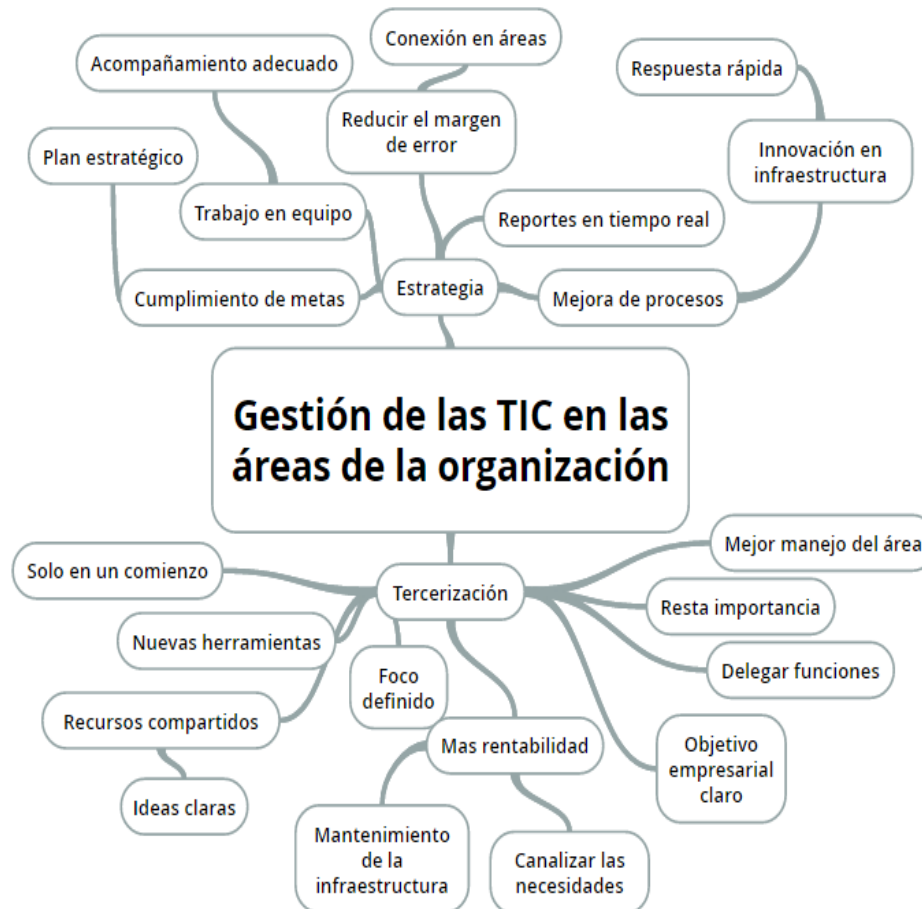 Conexión en áreas
Acompañamiento adecuado
Respuesta rápida
Reducir el margen
de error
Plan estratégico
Innovación en
infraestructura
Trabajo en equipo
Reportes en tiempo real
Estrategia
Cumplimiento de metas
Mejora de procesos
Gestión de las TIC en las
áreas de la organización
Mejor manejo del área
Solo en un comienzo
Tercerización
Resta importancia
Nuevas herramientas
Delegar funciones
Foco
definido
Recursos compartidos
Mas rentabilidad
Objetivo
empresarial
claro
Ideas claras
Mantenimiento
de la
infraestructura
Canalizar las
necesidades